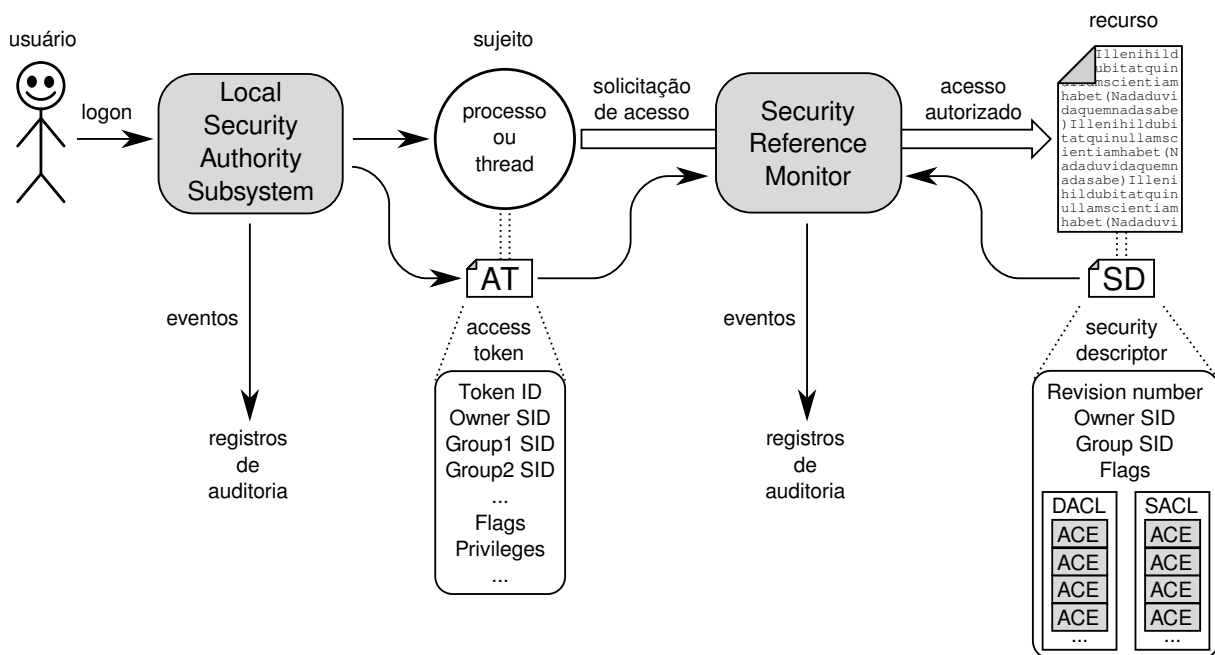 usuário
logon
Local
Security
Authority
Subsystem
sujeito
processo
ou
thread
solicitação
de acesso
Security
Reference
Monitor
acesso
autorizado
recurso
Illenihild
ubitatquin
ullamscientiam
habet(Nadaduvi
daquemnadasabe
)Illenihildubi
tatquinullamsc
ientiamhabet(N
adaduvidaquemn
adasabe)Illeni
hildubitatquin
ullamscientiam
habet(Nadaduvi
eventos
registros
de
auditoria
AT
access
token
Token ID
Owner SID
Group1 SID
Group2 SID
...
Flags
Privileges
...
eventos
registros
de
auditoria
SD
security
descriptor
Revision number
Owner SID
Group SID
Flags
DACL
ACE
ACE
ACE
ACE
...
SACL
ACE
ACE
ACE
ACE
...